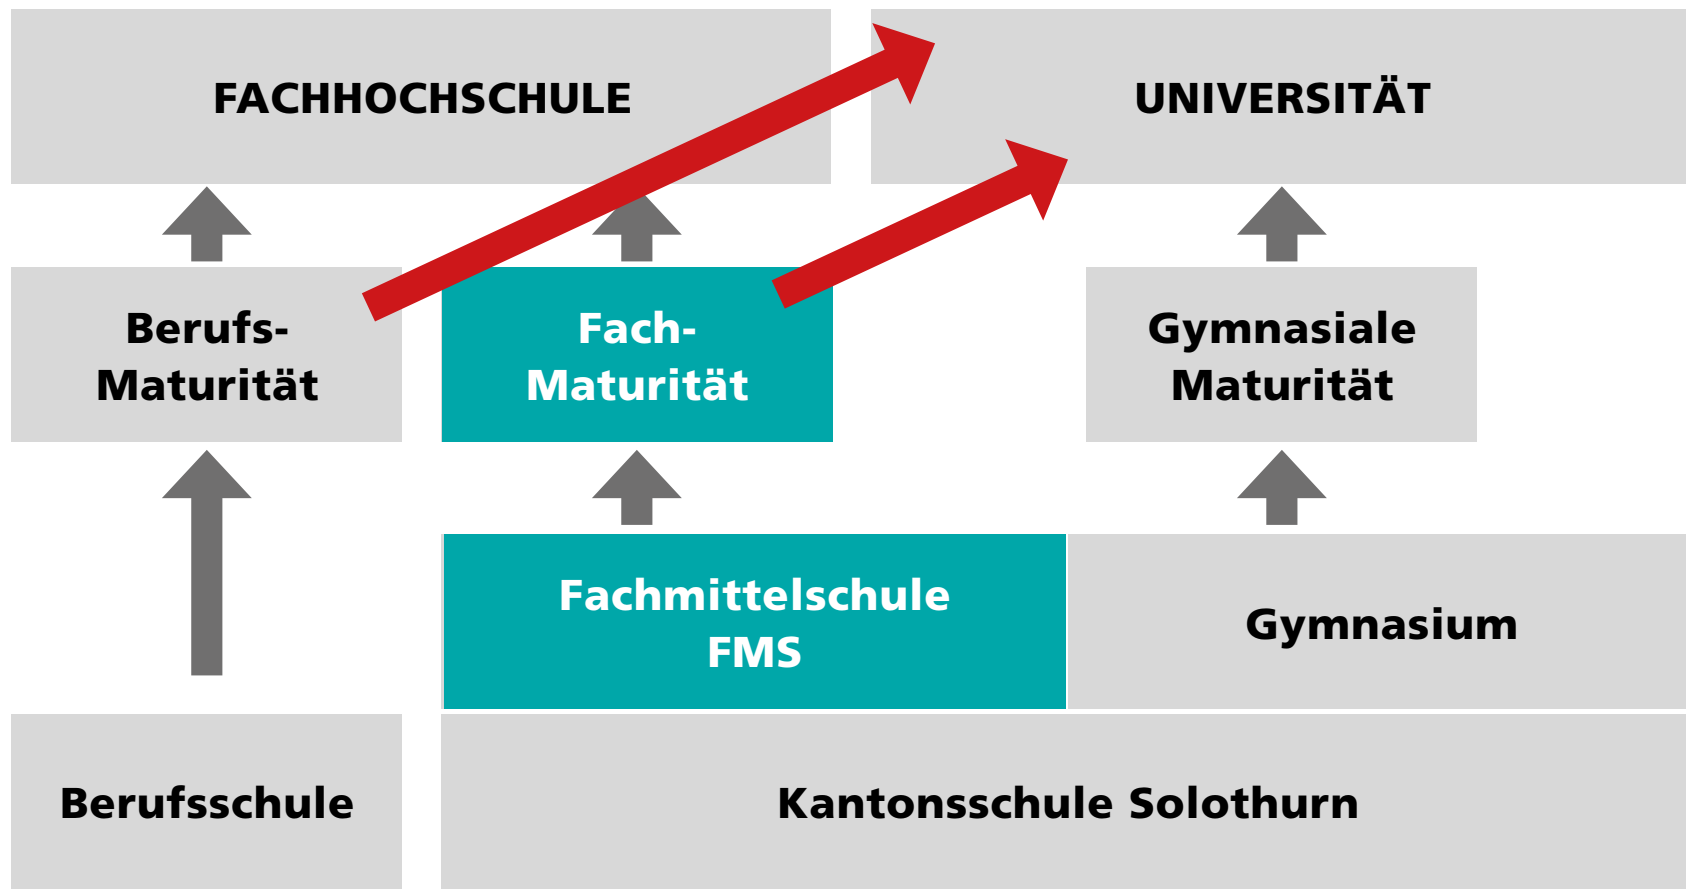 FACHHOCHSCHULE
UNIVERSITÄT
Berufs-
Maturität
Fach-
Maturität
Gymnasiale
Maturität
Fachmittelschule
FMS
Gymnasium
Berufsschule
Kantonsschule Solothurn